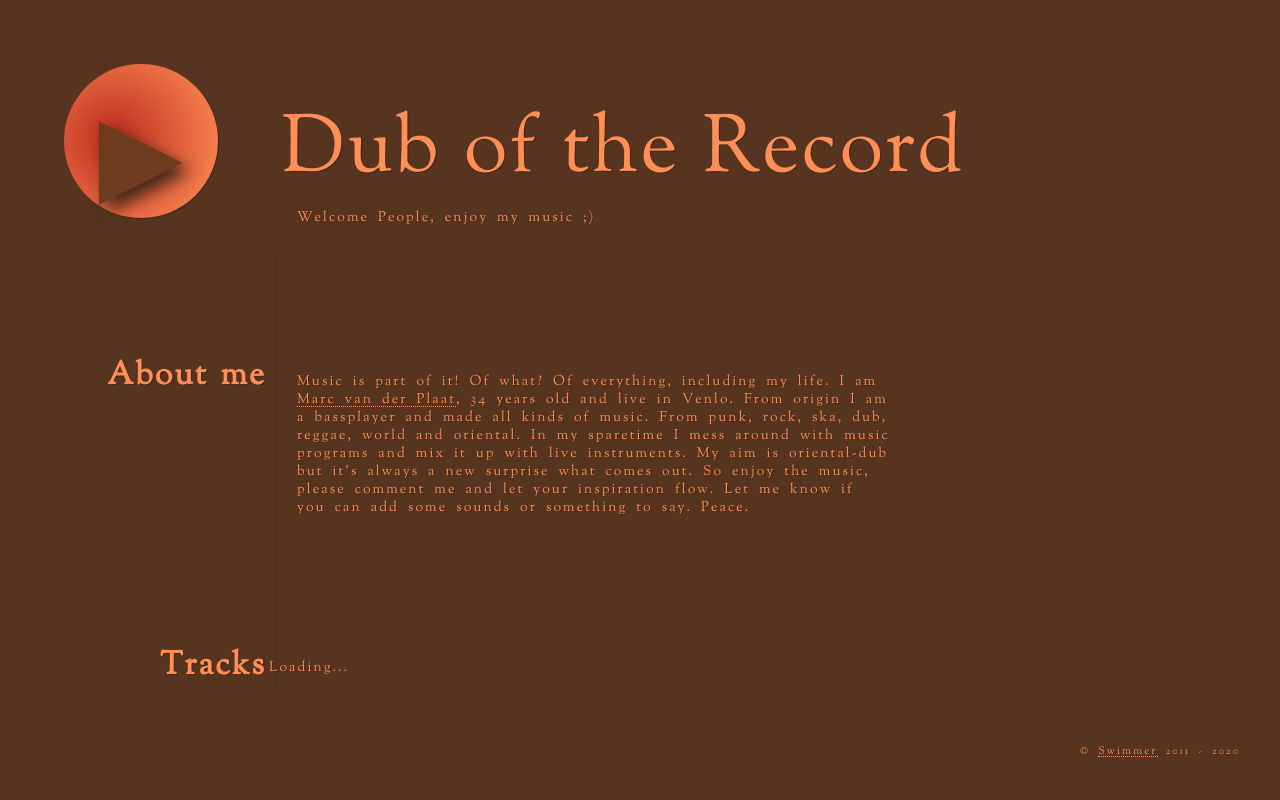 Dub of the Record
Welcome People, enjoy my music ;)
About me
Music is part of it! Of what? Of everything, including my life. I am
Marc van der Plaat, 34 years old and live in Venlo. From origin I am
a bassplayer and made all kinds of music. From punk, rock, ska, dub,
reggae, world and oriental. In my sparetime I mess around with music
programs and mix it up with live instruments. My aim is oriental-dub
but it's always a new surprise what comes out. So enjoy the music,
please comment me and let your inspiration flow. Let me know if
you can add some sounds or something to say. Peace.
Tracks
Loading...
© Swimmer 2011 - 2020